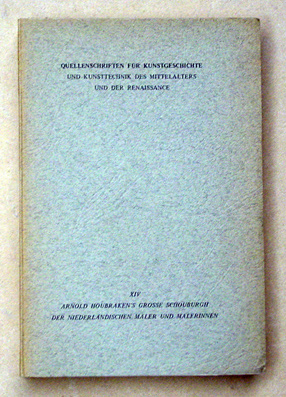 QUELLENSCHRIFTEN FÜR KUNSTGESCHICHTE
UND KUNSTTECHNIK DES MITTELALTERS
UND DER RENAISSANCE
XIV
ARNOLD HOUBRAKEN'S GROSSE SCHOUBURGH
DER NIEDERLÄNDISCHEN MALER UND MALERINNEN